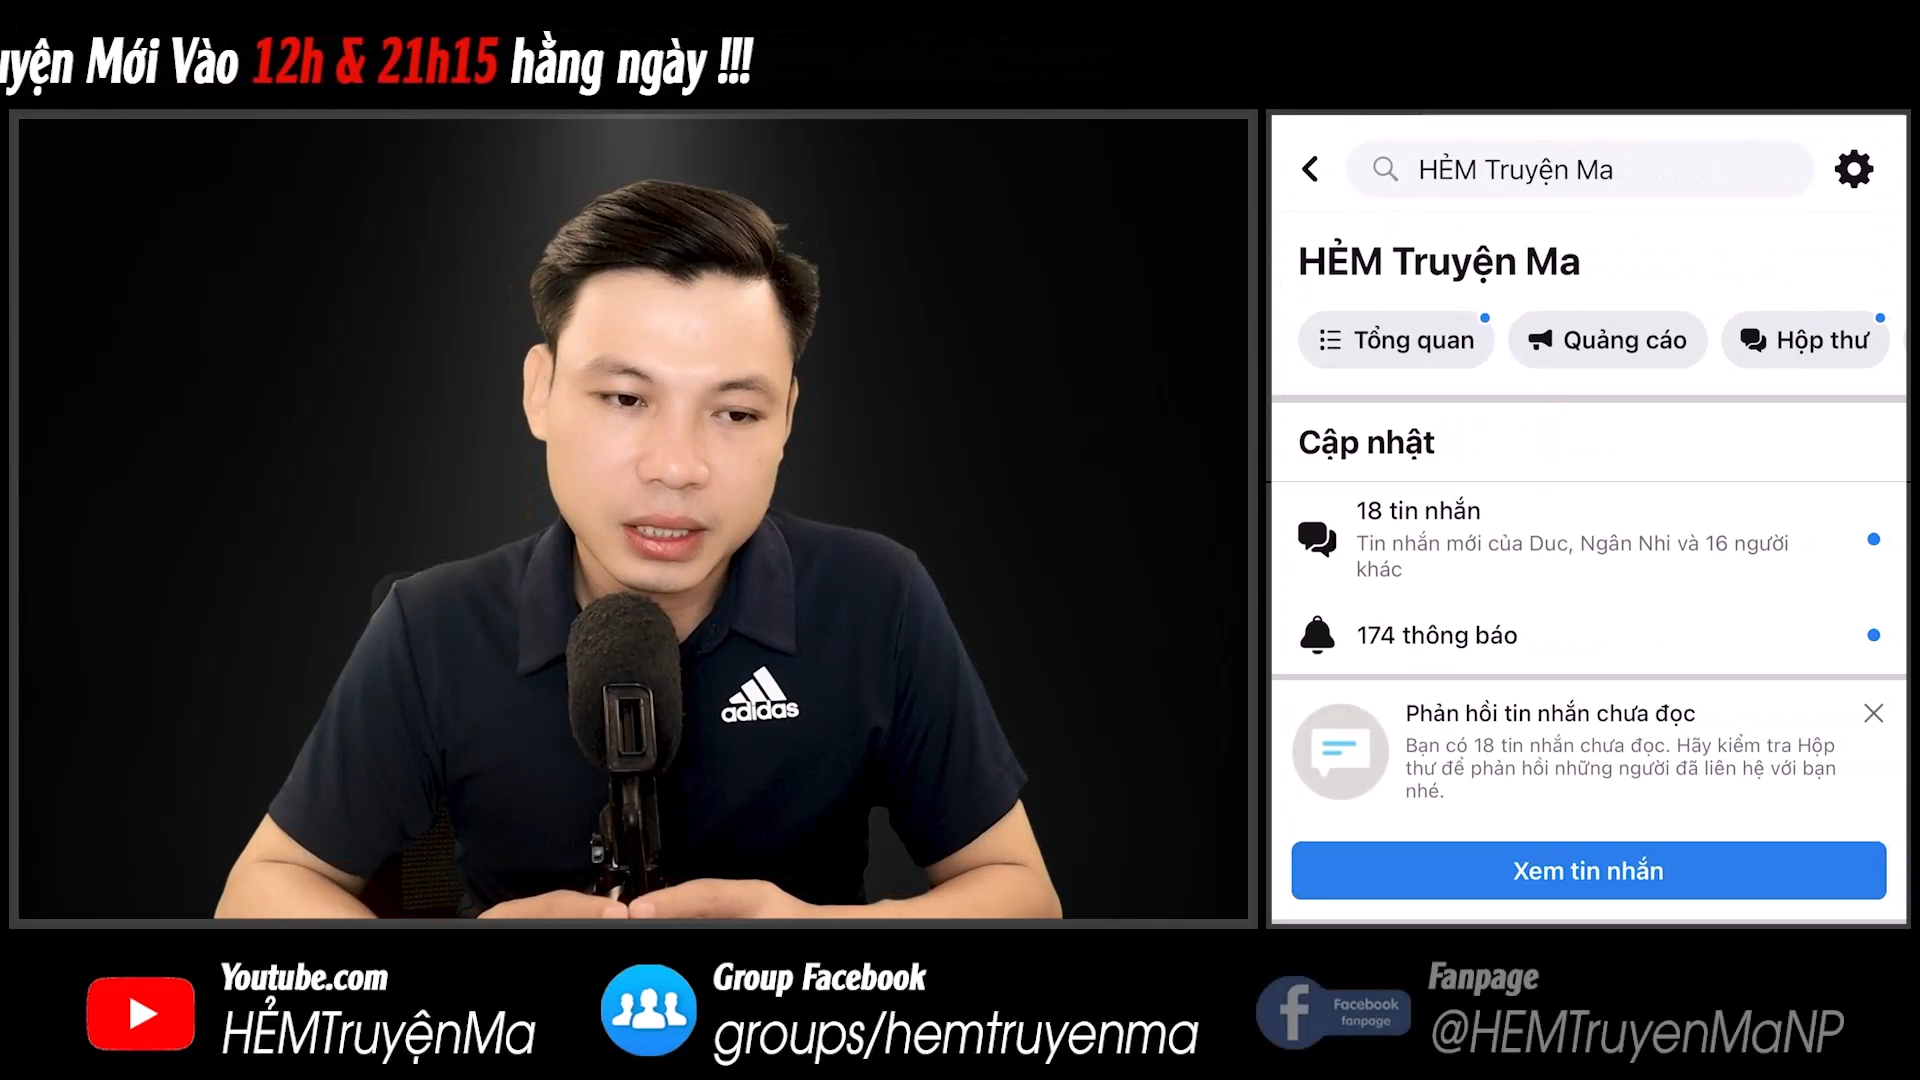 uyện Mới Vào 12h & 21h15 hằng ngày !!!
HẺM Truyện Ma
HẺM Truyện Ma
Tổng quan
Quảng cáo
Hộp thư
Cập nhật
18 tin nhắn
Tin nhắn mới của Duc, Ngân Nhi và 16 người
khác
174 thông báo
Phản hồi tin nhắn chưa đọc
Bạn có 18 tin nhắn chưa đọc. Hãy kiểm tra Hộp
thư để phản hồi những người đã liên hệ với bạn
nhé.
Xem tin nhắn
adidas
Youtube.com
HẺMTruyệnMa
Group Facebook
groups/hemtruyenma
Facebook
fanpage
Fanpage
@HEMTruyenMaNP